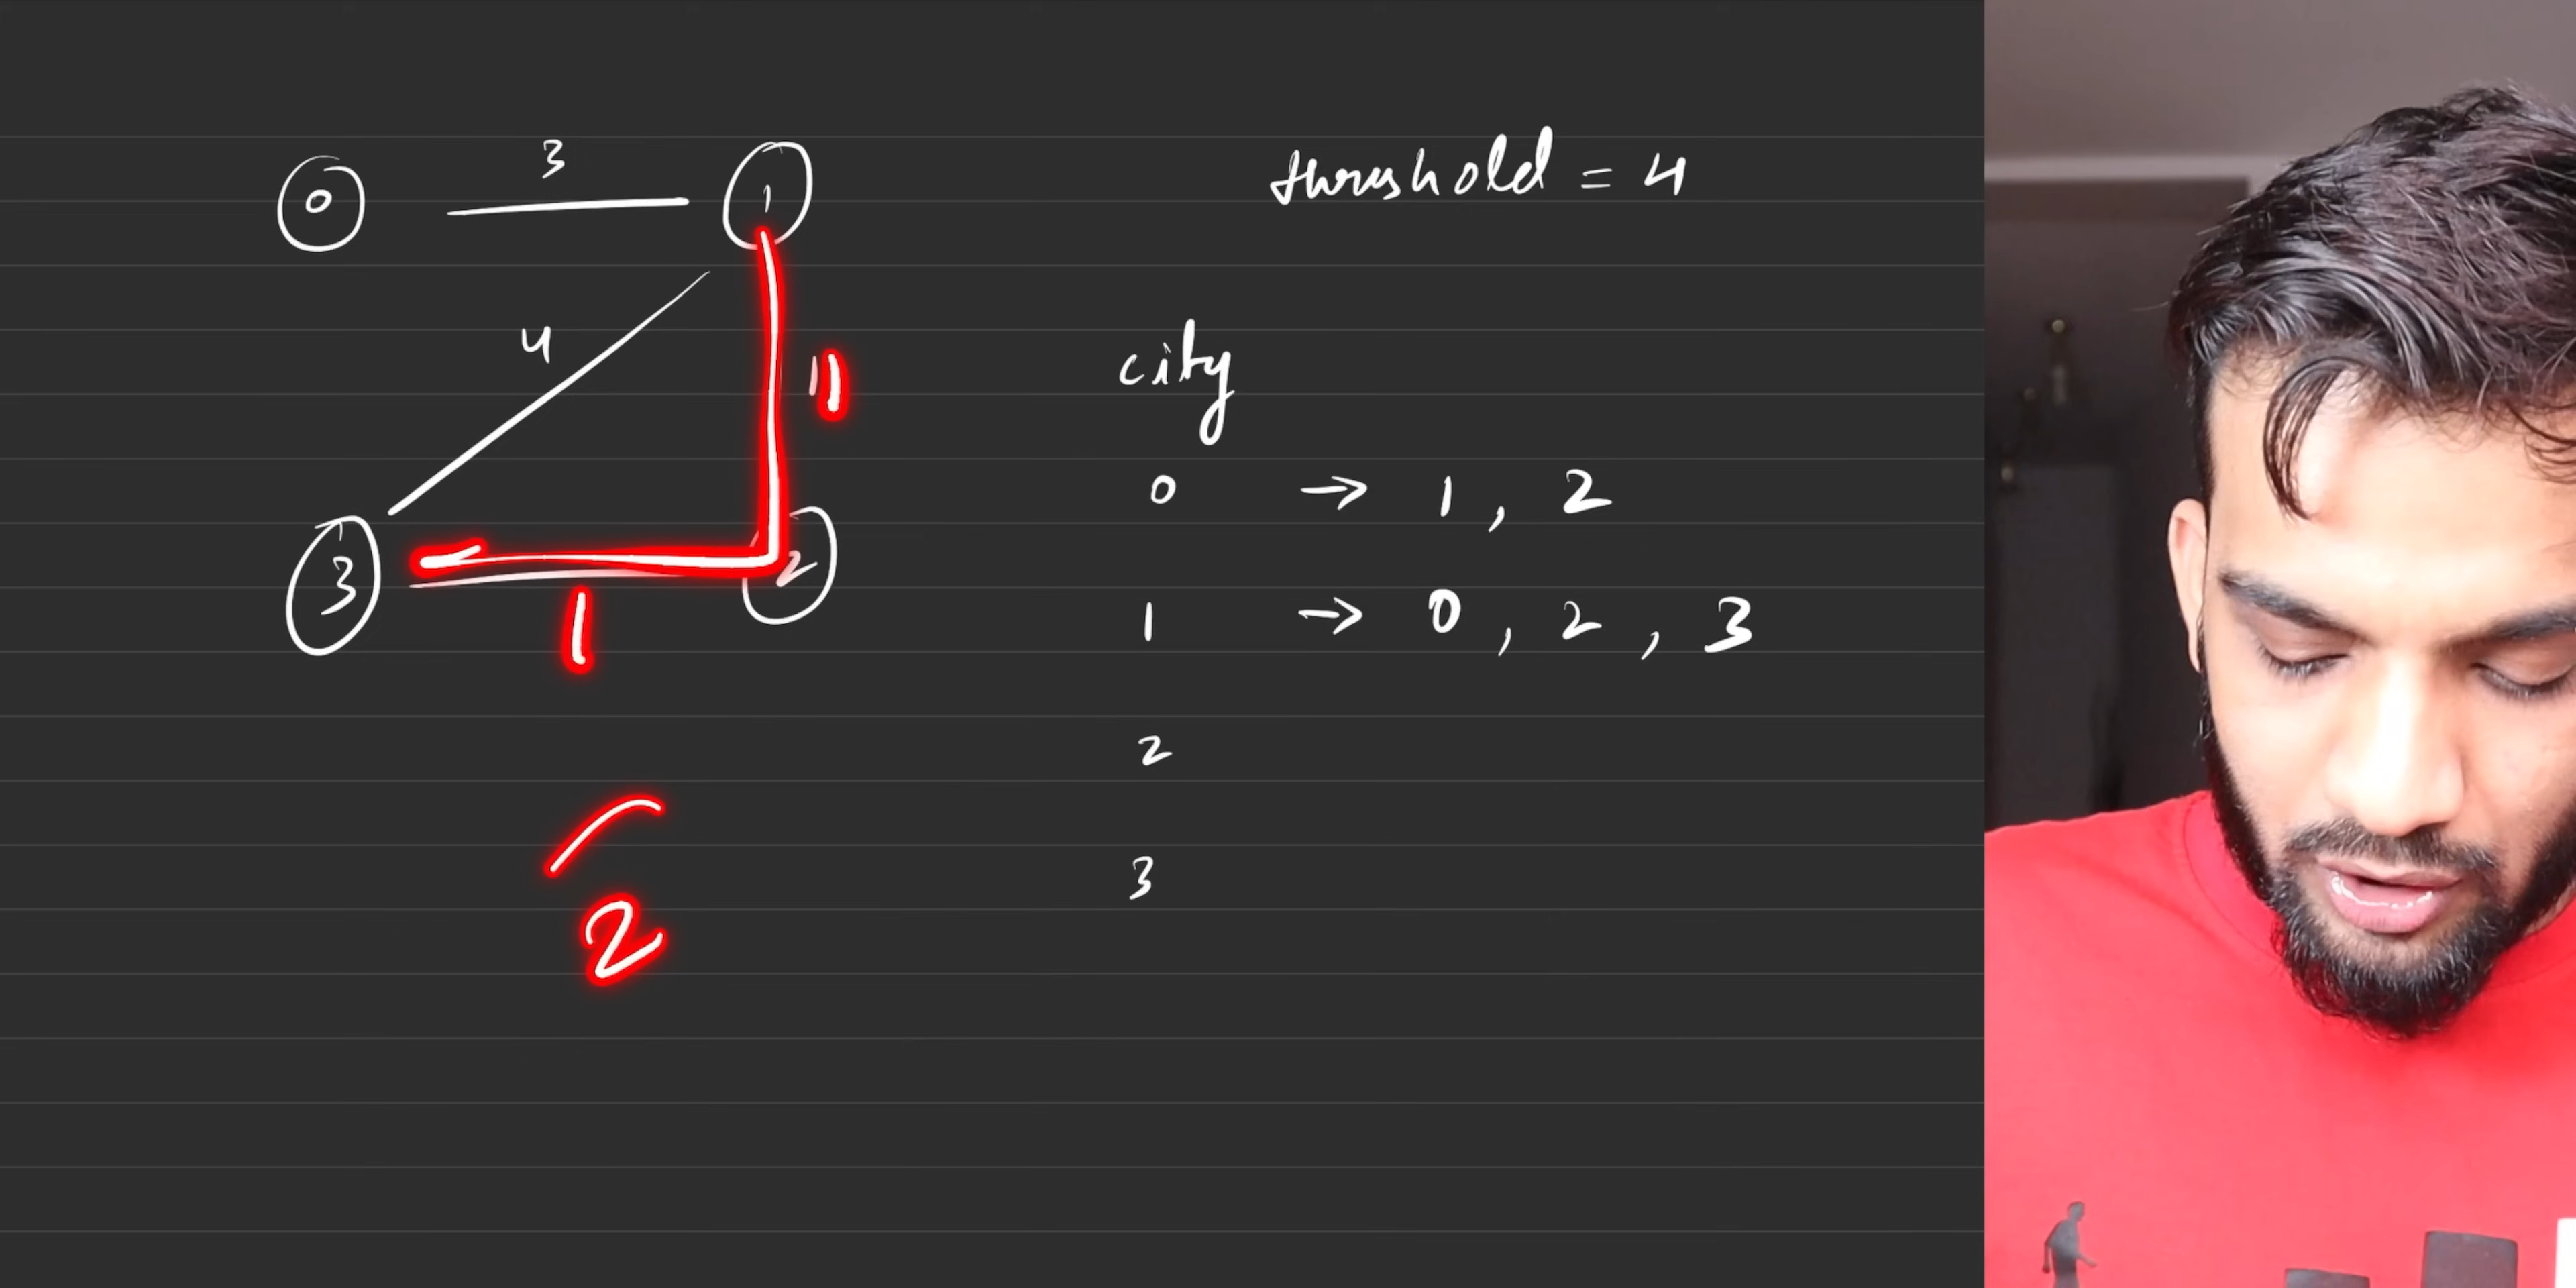 0 3 1
threshold = 4
4 1 1
city
3 1 2
0 → 1, 2
1 → 0, 2, 3
2
2
3